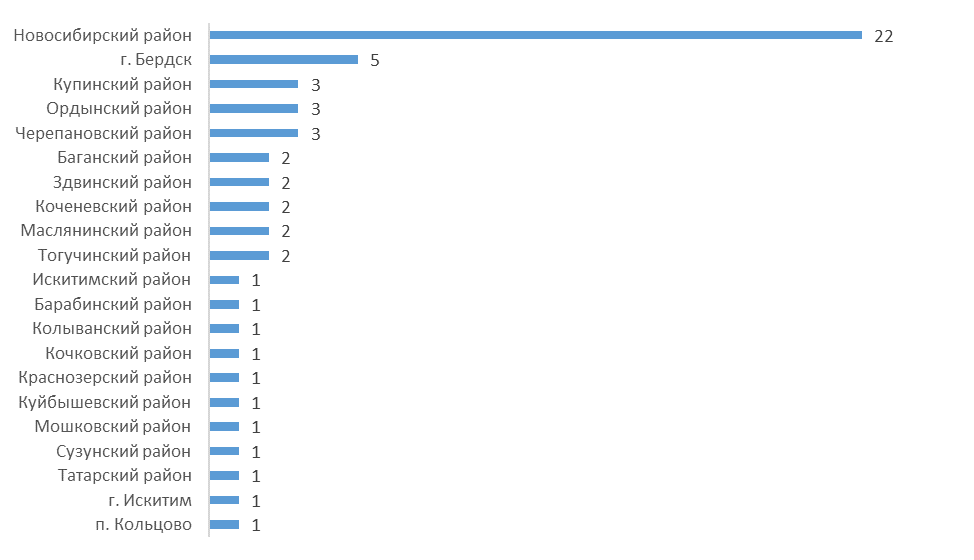 Новосибирский район 22
г. Бердск 5
Купинский район 3
Ордынский район 3
Черепановский район 3
Баганский район 2
Здвинский район 2
Коченевский район 2
Маслянинский район 2
Тогучинский район 2
Искитимский район 1
Барабинский район 1
Колыванский район 1
Кочковский район 1
Краснозерский район 1
Куйбышевский район 1
Мошковский район 1
Сузунский район 1
Татарский район 1
г. Искитим 1
п. Кольцово 1